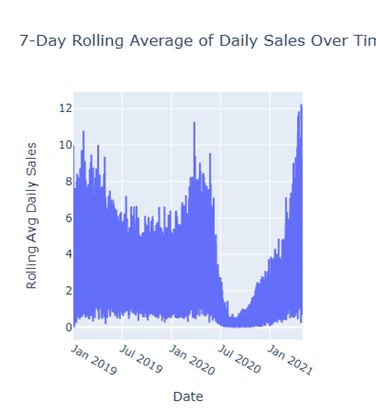 7-Day Rolling Average of Daily Sales Over Tim
12
10
8
6
4
2
0
Rolling Avg Daily Sales
Jan 2019
Jul 2019
Jan 2020
Jul 2020
Jan 2021
Date